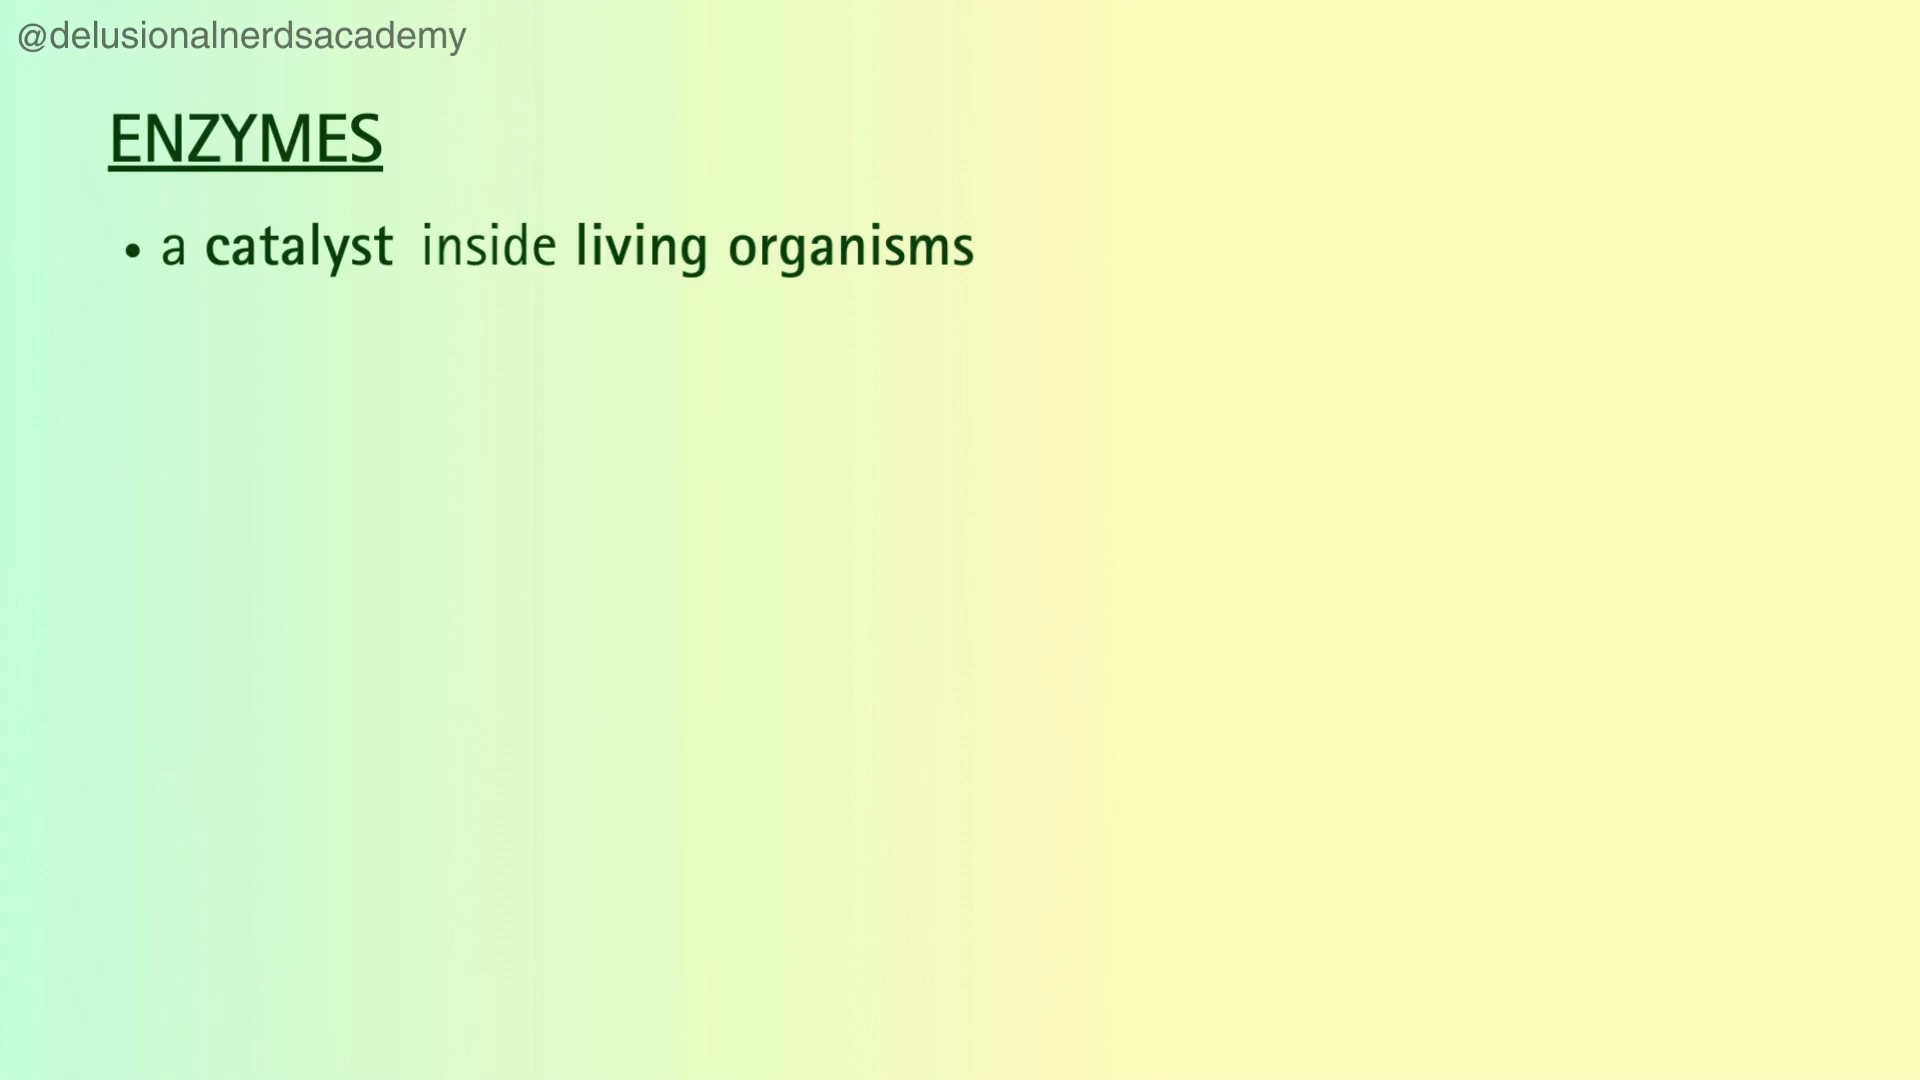 @delusionalnerdsacademy
ENZYMES
• a catalyst inside living organisms